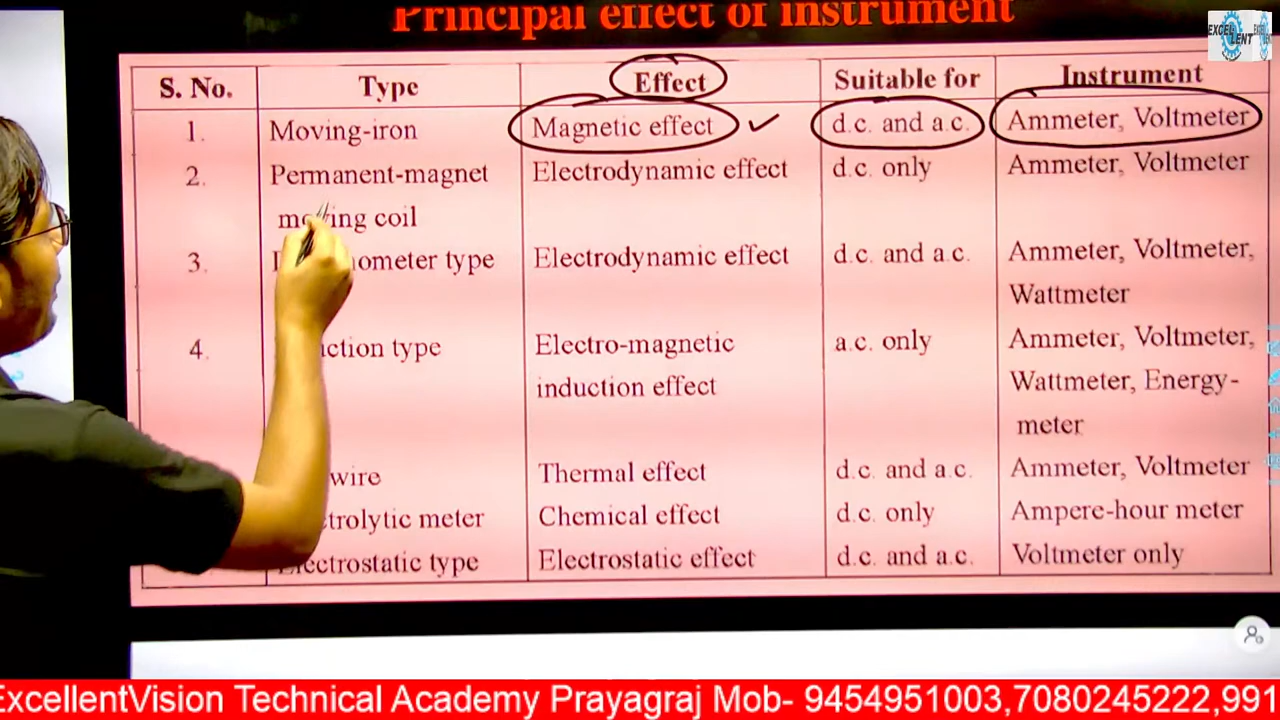 Principal effect of instrument
EXCELLENT
S. No. Type Effect Suitable for Instrument
1. Moving-iron Magnetic effect d.c. and a.c. Ammeter, Voltmeter
2. Permanent-magnet Electrodynamic effect d.c. only Ammeter, Voltmeter
moving coil
3. ometer type Electrodynamic effect d.c. and a.c. Ammeter, Voltmeter,
Wattmeter
4. ction type Electro-magnetic a.c. only Ammeter, Voltmeter,
induction effect Wattmeter, Energy-
meter
wire Thermal effect d.c. and a.c. Ammeter, Voltmeter
trolytic meter Chemical effect d.c. only Ampere-hour meter
Electrostatic type Electrostatic effect d.c. and a.c. Voltmeter only
ExcellentVision Technical Academy Prayagraj Mob- 9454951003,7080245222,991